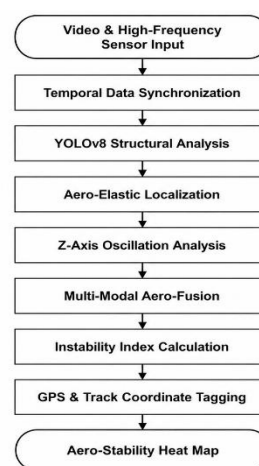 Video & High-Frequency
Sensor Input
Temporal Data Synchronization
YOLOv8 Structural Analysis
Aero-Elastic Localization
Z-Axis Oscillation Analysis
Multi-Modal Aero-Fusion
Instability Index Calculation
GPS & Track Coordinate Tagging
Aero-Stability Heat Map